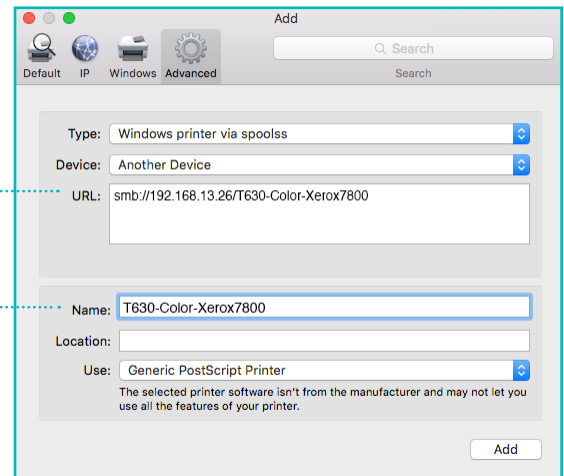 Add
Search
Default IP Windows Advanced Search
Type: Windows printer via spoolss
Device: Another Device
URL: smb://192.168.13.26/T630-Color-Xerox7800
Name: T630-Color-Xerox7800
Location:
Use: Generic PostScript Printer
The selected printer software isn't from the manufacturer and may not let you
use all the features of your printer.
Add